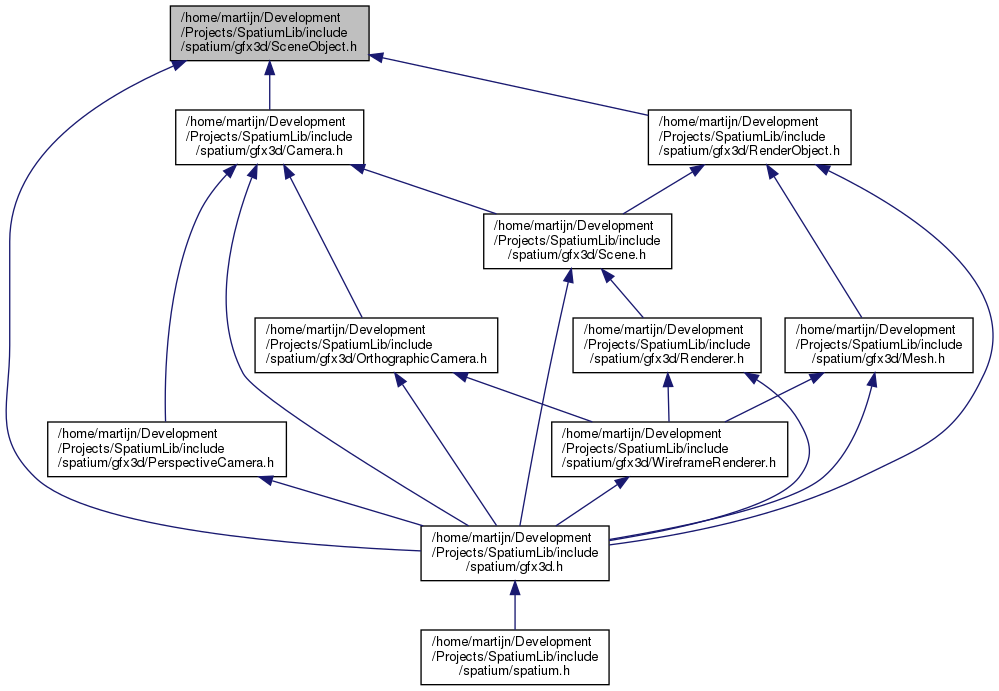 /home/martijn/Development
/Projects/SpatiumLib/include
/spatium/gfx3d/SceneObject.h
/home/martijn/Development
/Projects/SpatiumLib/include
/spatium/gfx3d/Camera.h
/home/martijn/Development
/Projects/SpatiumLib/include
/spatium/gfx3d/RenderObject.h
/home/martijn/Development
/Projects/SpatiumLib/include
/spatium/gfx3d/Scene.h
/home/martijn/Development
/Projects/SpatiumLib/include
/spatium/gfx3d/OrthographicCamera.h
/home/martijn/Development
/Projects/SpatiumLib/include
/spatium/gfx3d/Renderer.h
/home/martijn/Development
/Projects/SpatiumLib/include
/spatium/gfx3d/Mesh.h
/home/martijn/Development
/Projects/SpatiumLib/include
/spatium/gfx3d/PerspectiveCamera.h
/home/martijn/Development
/Projects/SpatiumLib/include
/spatium/gfx3d/WireframeRenderer.h
/home/martijn/Development
/Projects/SpatiumLib/include
/spatium/gfx3d.h
/home/martijn/Development
/Projects/SpatiumLib/include
/spatium/spatium.h